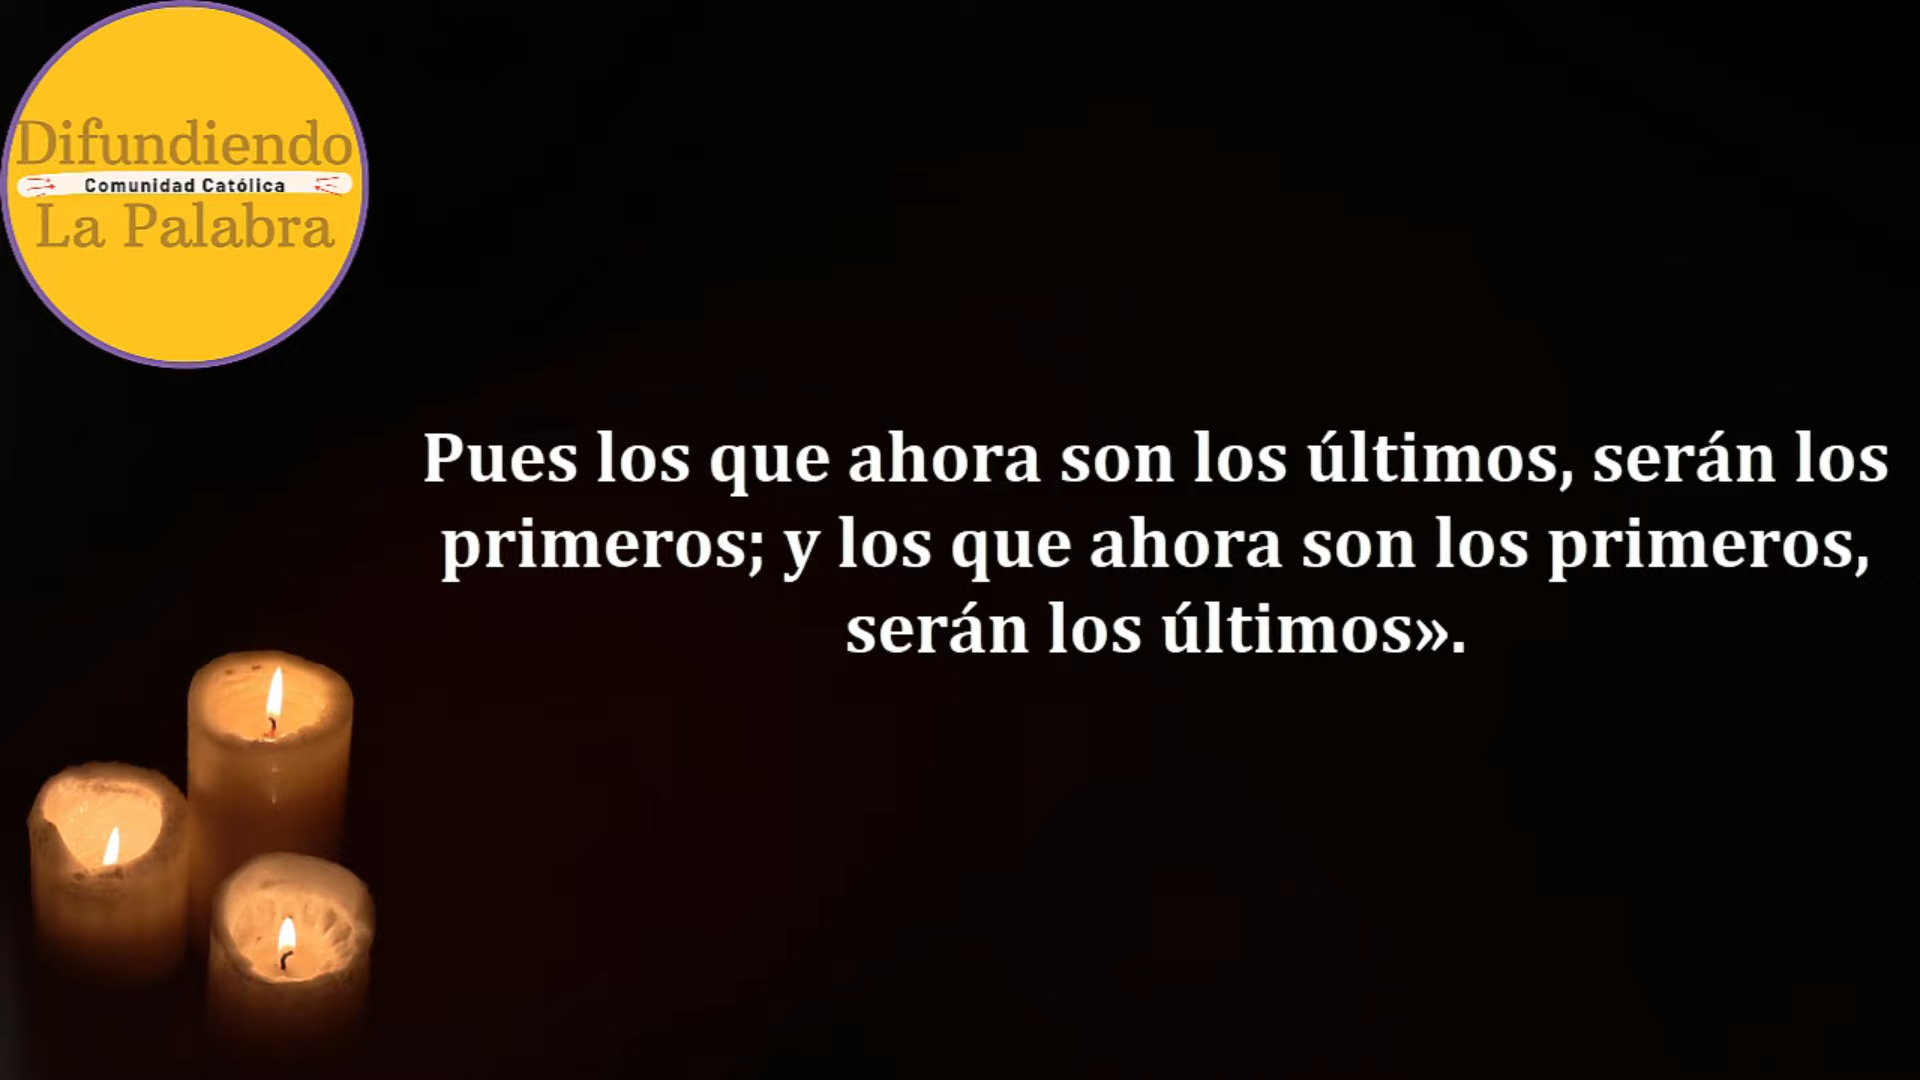 Difundiendo
Comunidad Católica
La Palabra
Pues los que ahora son los últimos, serán los
primeros; y los que ahora son los primeros,
serán los últimos».